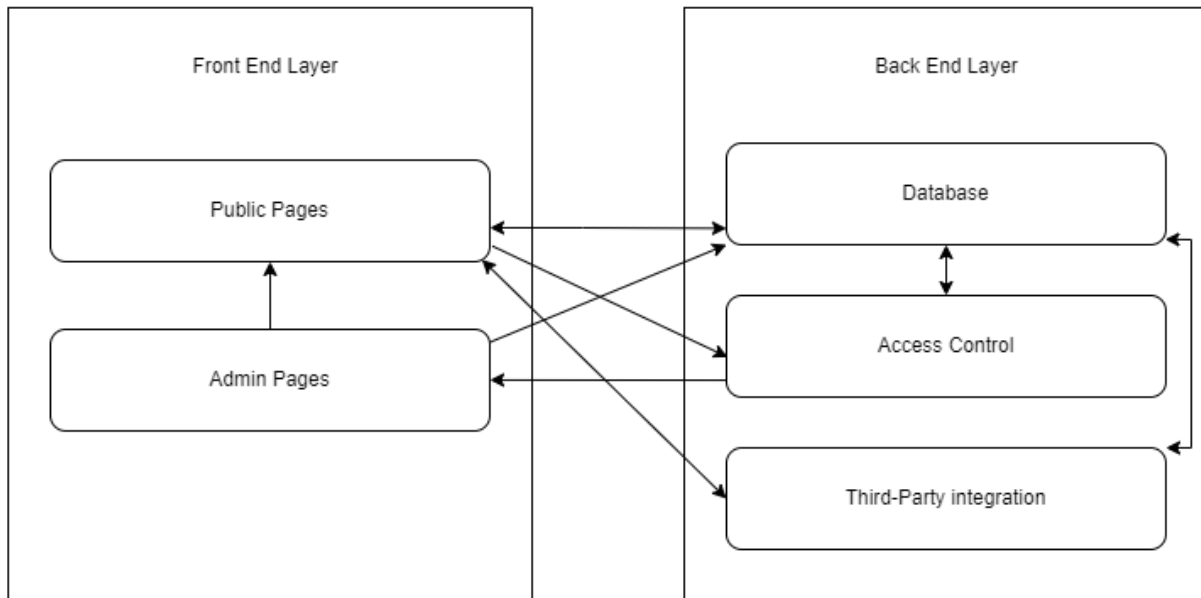 Front End Layer
Public Pages
Admin Pages
Back End Layer
Database
Access Control
Third-Party integration